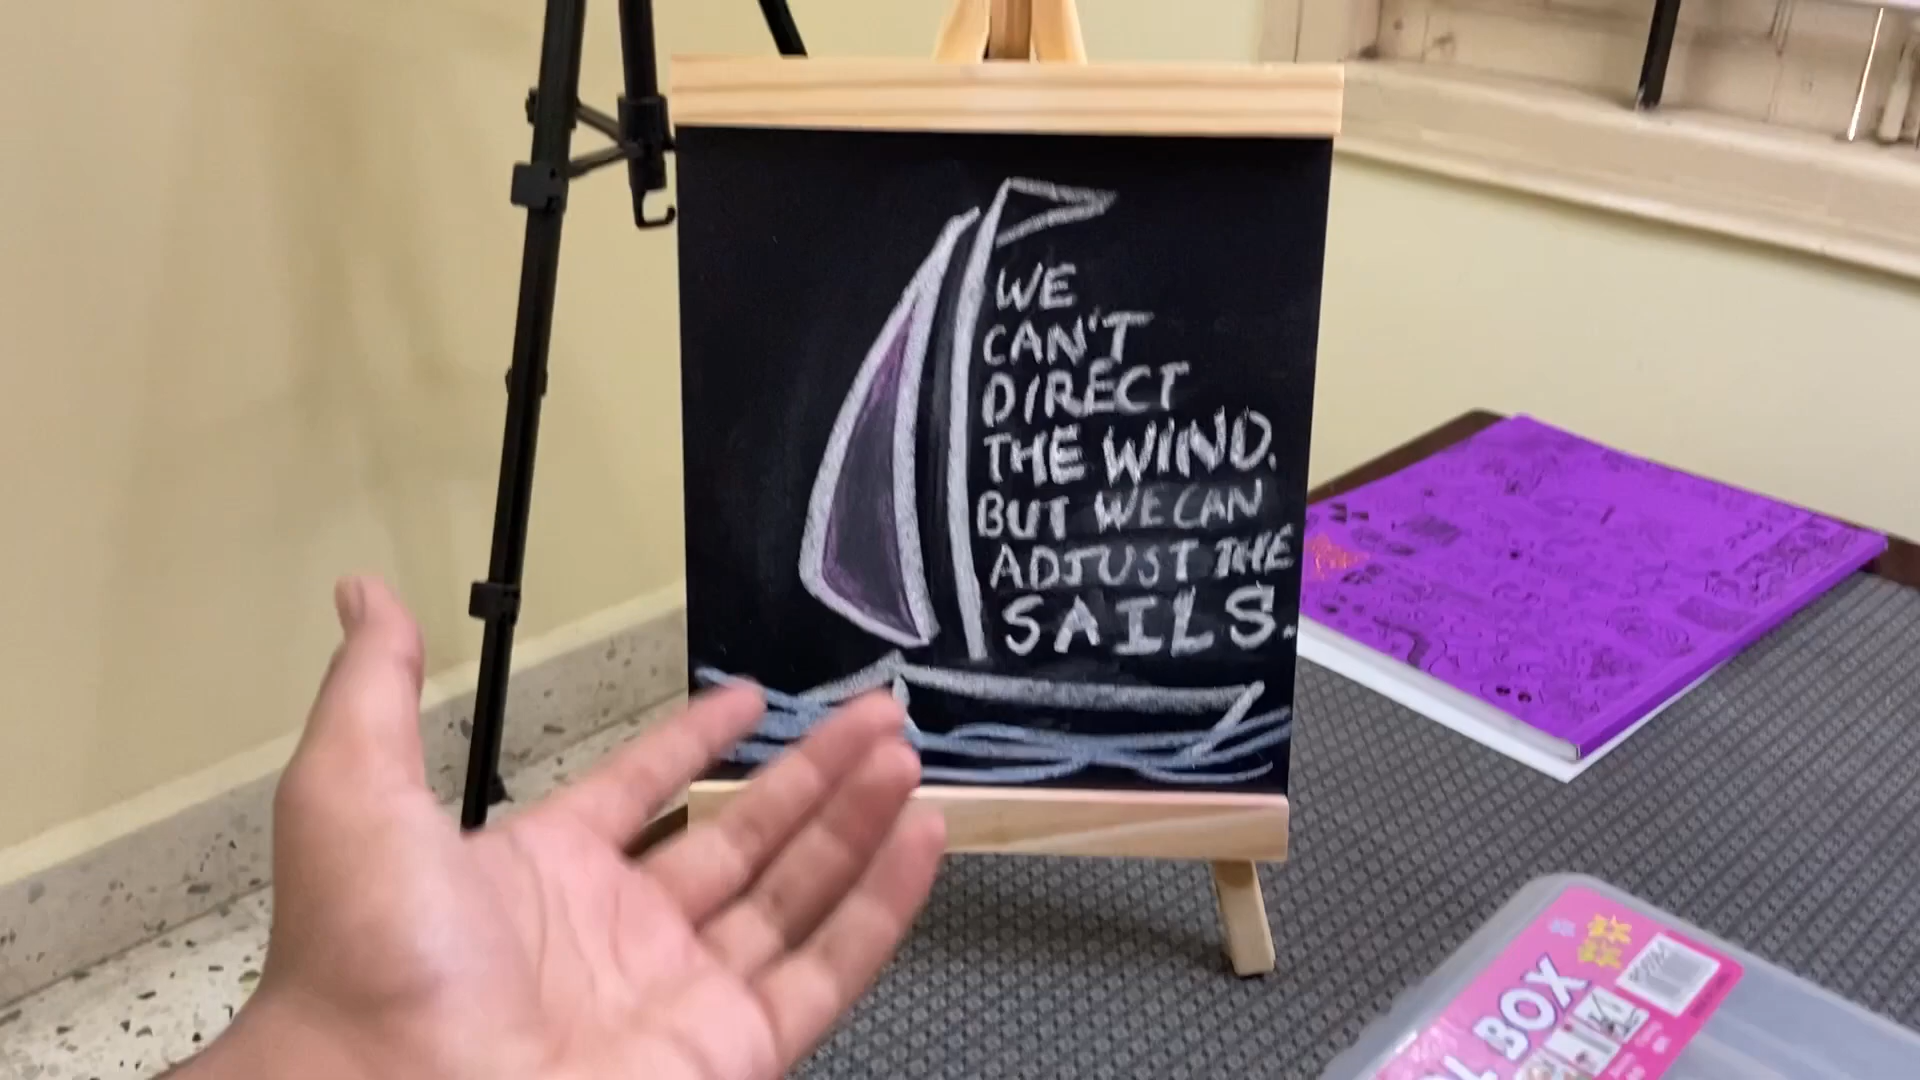 WE
CAN'T
DIRECT
THE WIND.
BUT WE CAN
ADJUST THE
SAILS.
BOX